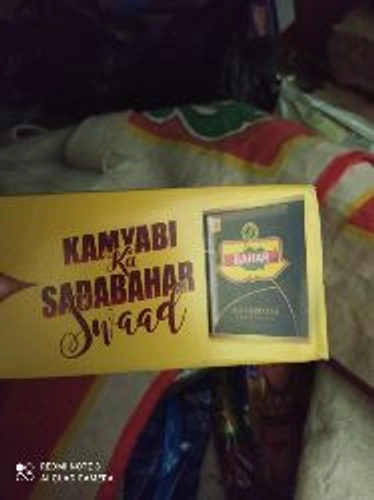 KAMYABI
Ka
SADABAHAR
Swaad
BAHAR
REDMI NOTE 8
AI QUAD CAMERA